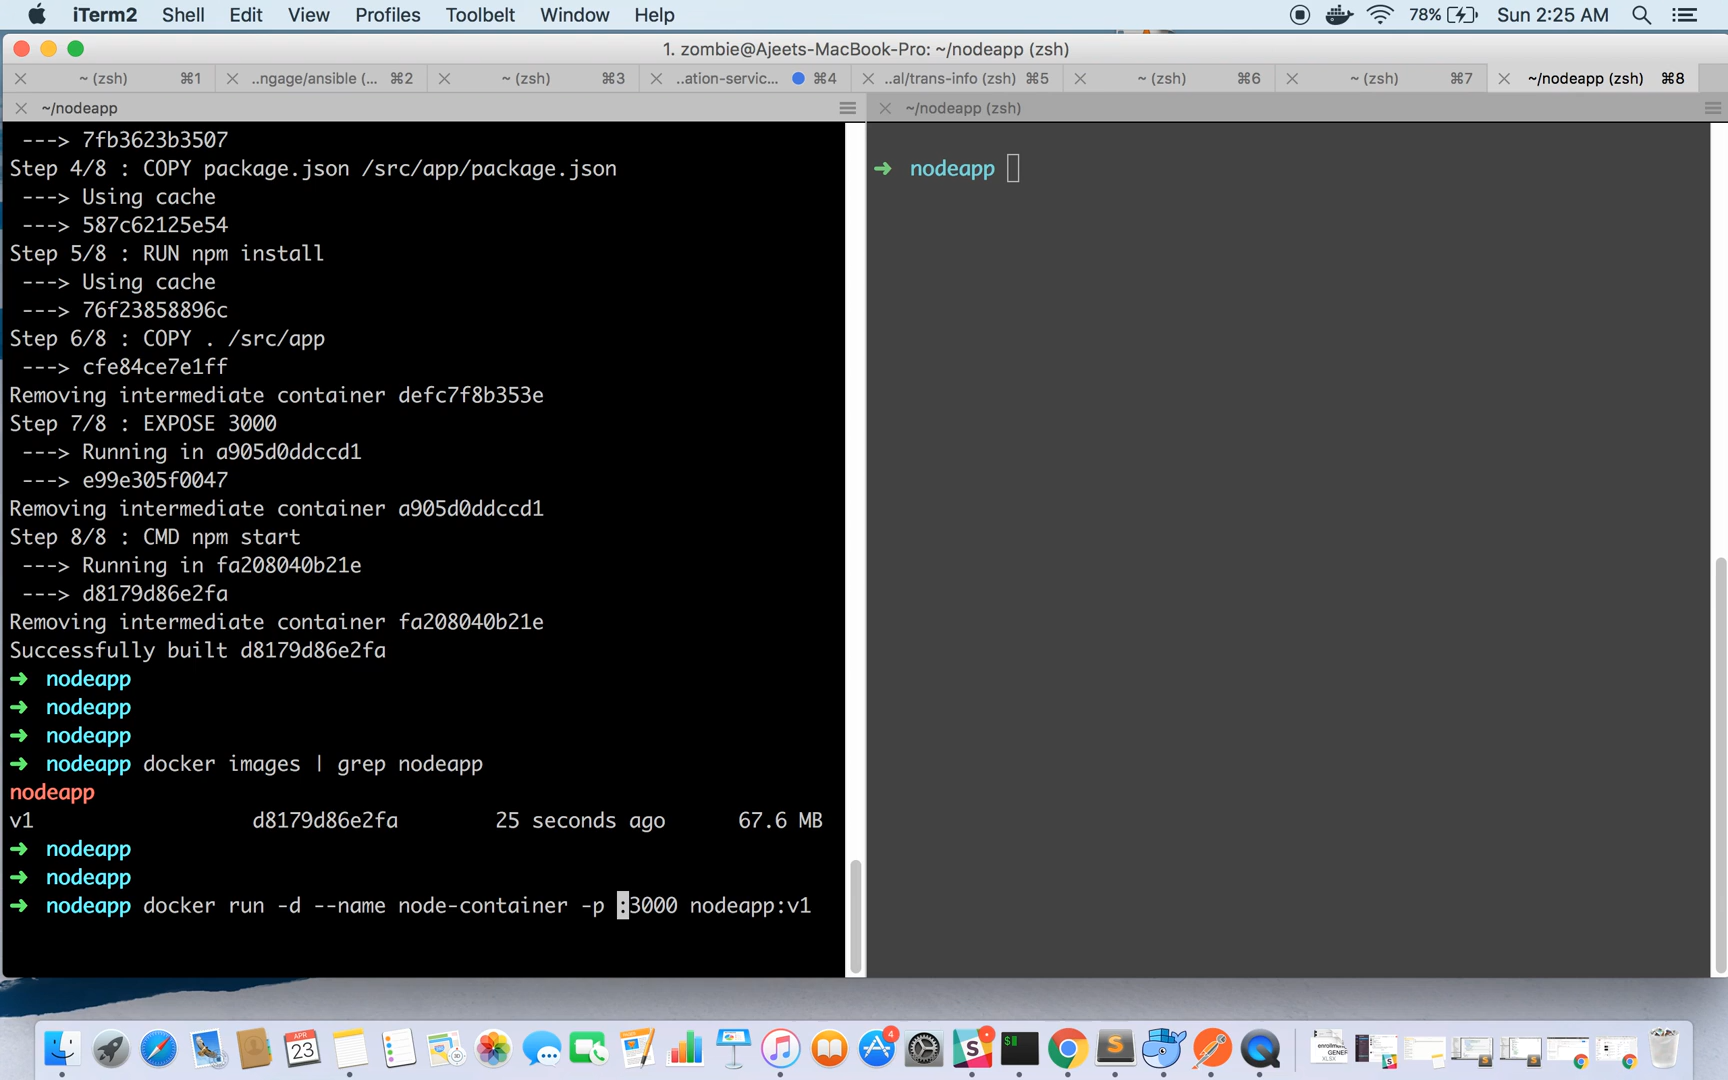 iTerm2 Shell Edit View Profiles Toolbelt Window Help 78% Sun 2:25 AM
1. zombie@Ajeets-MacBook-Pro: ~/nodeapp (zsh)
~ (zsh) ⌘1 ..ngage/ansible (... ⌘2 ~ (zsh) ⌘3 ..ation-servic... ⌘4 ..al/trans-info (zsh) ⌘5 ~ (zsh) ⌘6 ~ (zsh) ⌘7 ~/nodeapp (zsh) ⌘8
~/nodeapp
---> 7fb3623b3507
Step 4/8 : COPY package.json /src/app/package.json
---> Using cache
---> 587c62125e54
Step 5/8 : RUN npm install
---> Using cache
---> 76f23858896c
Step 6/8 : COPY . /src/app
---> cfe84ce7e1ff
Removing intermediate container defc7f8b353e
Step 7/8 : EXPOSE 3000
---> Running in a905d0ddccd1
---> e99e305f0047
Removing intermediate container a905d0ddccd1
Step 8/8 : CMD npm start
---> Running in fa208040b21e
---> d8179d86e2fa
Removing intermediate container fa208040b21e
Successfully built d8179d86e2fa
➜ nodeapp
➜ nodeapp
➜ nodeapp
➜ nodeapp docker images | grep nodeapp
nodeapp
v1 d8179d86e2fa 25 seconds ago 67.6 MB
➜ nodeapp
➜ nodeapp
➜ nodeapp docker run -d --name node-container -p :3000 nodeapp:v1
~/nodeapp (zsh)
➜ nodeapp
APR
23
4